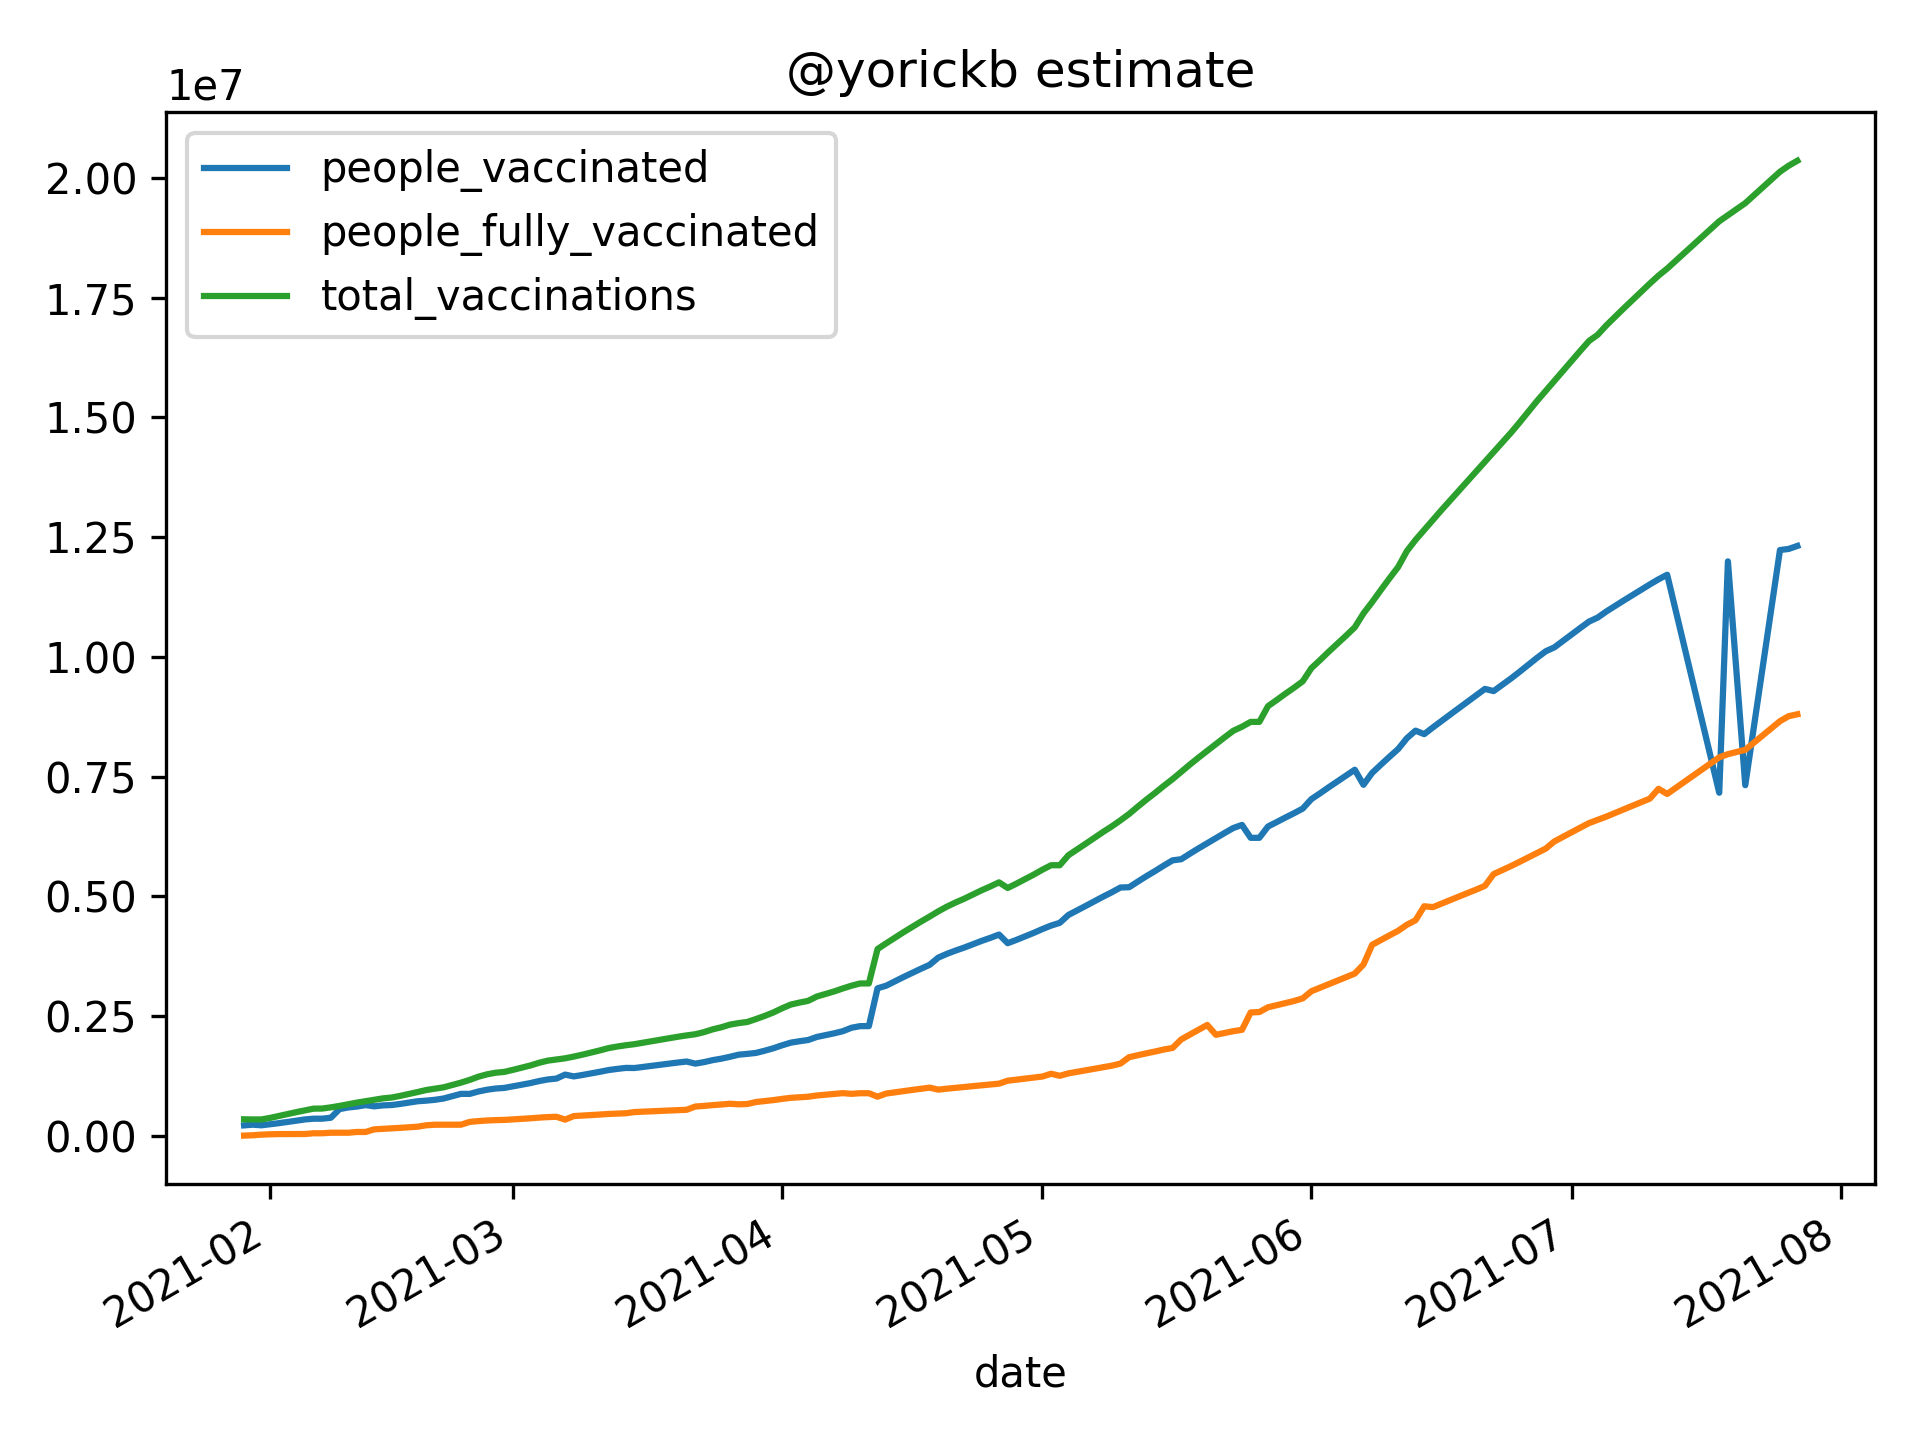 @yorickb estimate
1e7
people_vaccinated
people_fully_vaccinated
total_vaccinations
2.00
1.75
1.50
1.25
1.00
0.75
0.50
0.25
0.00
2021-02
2021-03
2021-04
2021-05
2021-06
2021-07
2021-08
date